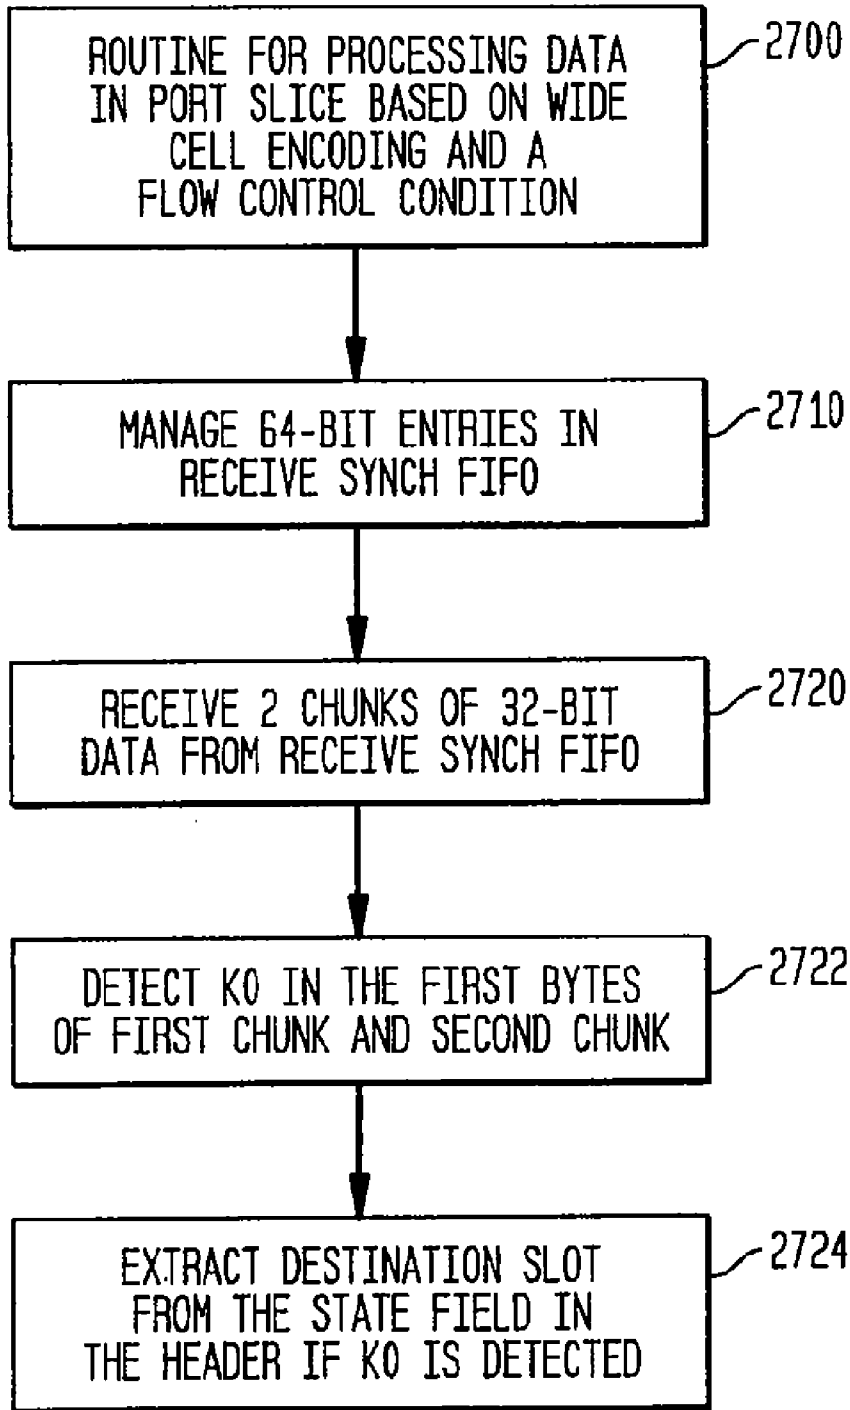 ROUTINE FOR PROCESSING DATA
IN PORT SLICE BASED ON WIDE
CELL ENCODING AND A
FLOW CONTROL CONDITION
2700
MANAGE 64-BIT ENTRIES IN
RECEIVE SYNCH FIFO
2710
RECEIVE 2 CHUNKS OF 32-BIT
DATA FROM RECEIVE SYNCH FIFO
2720
DETECT K0 IN THE FIRST BYTES
OF FIRST CHUNK AND SECOND CHUNK
2722
EXTRACT DESTINATION SLOT
FROM THE STATE FIELD IN
THE HEADER IF K0 IS DETECTED
2724